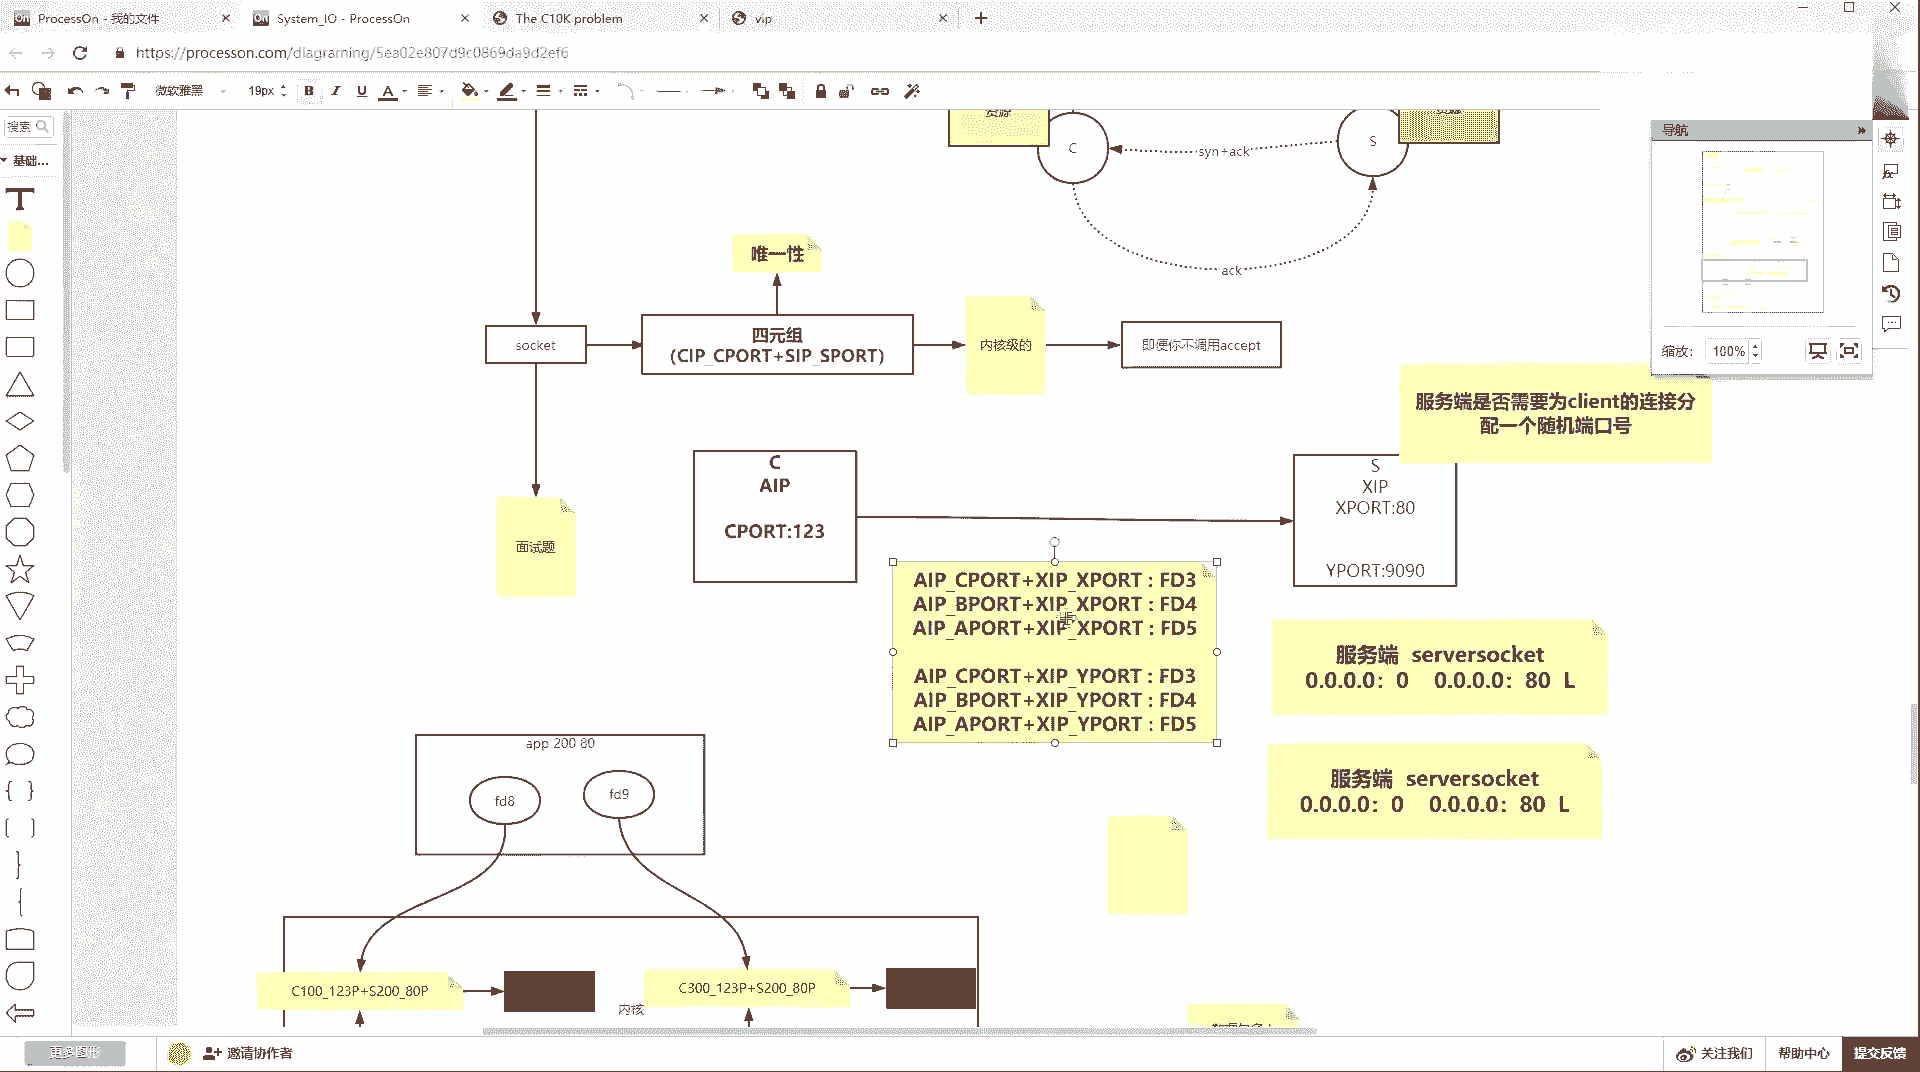 ProcessOn - 我的文件
System_IO - ProcessOn
The C10K problem
vip
https://processon.com/diagraming/5ea02e807d9c0869da9d2ef6
微软雅黑
19px
B
I
U
A
搜索
基础...
T
资源
C
syn+ack
S
ack
导航
缩放：
100%
唯一性
socket
四元组
(CIP_CPORT+SIP_SPORT)
内核级的
即便你不调用accept
服务端是否需要为client的连接分
配一个随机端口号
C
AIP
CPORT:123
S
XIP
XPORT:80
YPORT:9090
面试题
AIP_CPORT+XIP_XPORT : FD3
AIP_BPORT+XIP_XPORT : FD4
AIP_APORT+XIP_XPORT : FD5
AIP_CPORT+XIP_YPORT : FD3
AIP_BPORT+XIP_YPORT : FD4
AIP_APORT+XIP_YPORT : FD5
服务端 serversocket
0.0.0.0: 0 0.0.0.0: 80 L
服务端 serversocket
0.0.0.0: 0 0.0.0.0: 80 L
app 200 80
fd8
fd9
C100_123P+S200_80P
内核
C300_123P+S200_80P
更多图形
邀请协作者
关注我们
帮助中心
提交反馈